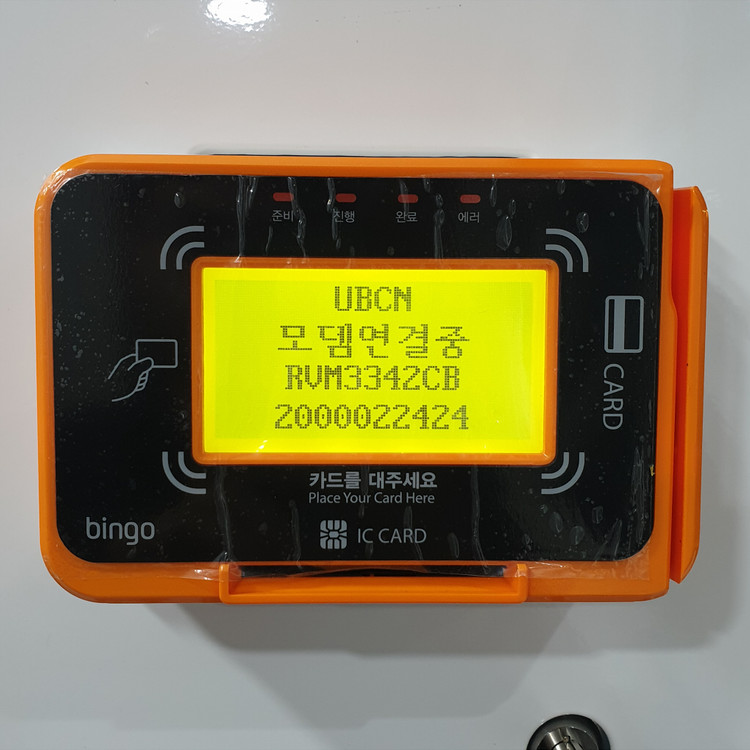 준비 진행 완료 에러
UBCN
모뎀연결중
RVM3342CB
2000022424
CARD
카드를 대주세요
Place Your Card Here
bingo
IC CARD